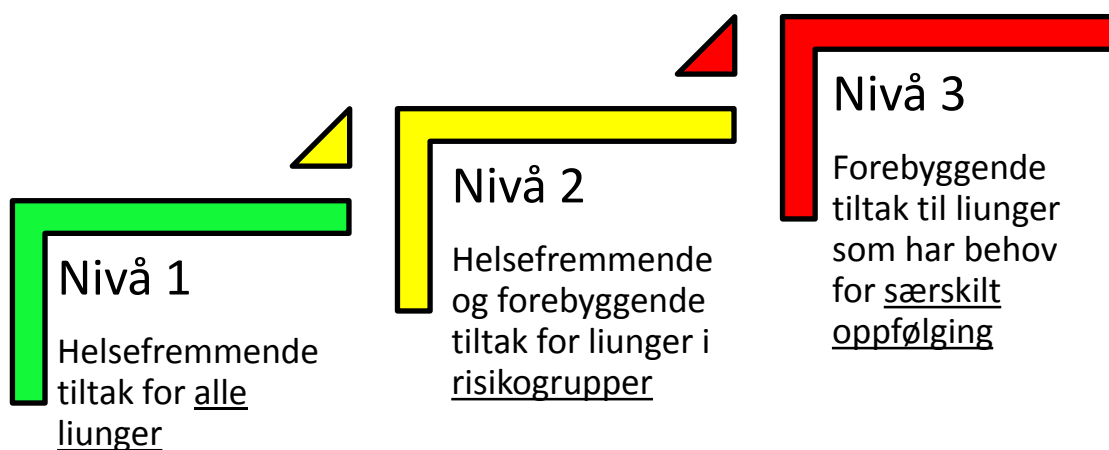 Nivå 1
Helsefremmende
tiltak for alle
liunger
Nivå 2
Helsefremmende
og forebyggende
tiltak for liunger i
risikogrupper
Nivå 3
Forebyggende
tiltak til liunger
som har behov
for særskilt
oppfølging